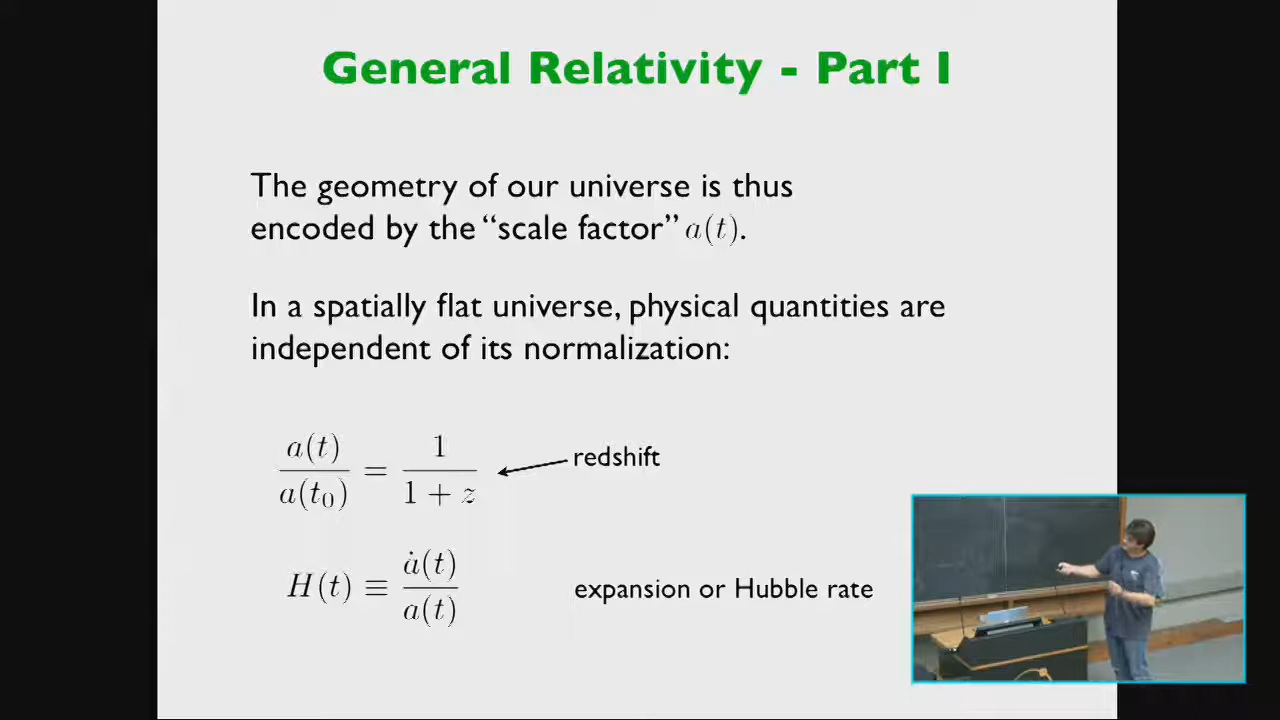 General Relativity - Part I
The geometry of our universe is thus
encoded by the “scale factor” a(t).
In a spatially flat universe, physical quantities are
independent of its normalization:
a(t)/a(t₀) = 1/(1 + z)
redshift
H(t) ≡ ȧ(t)/a(t)
expansion or Hubble rate